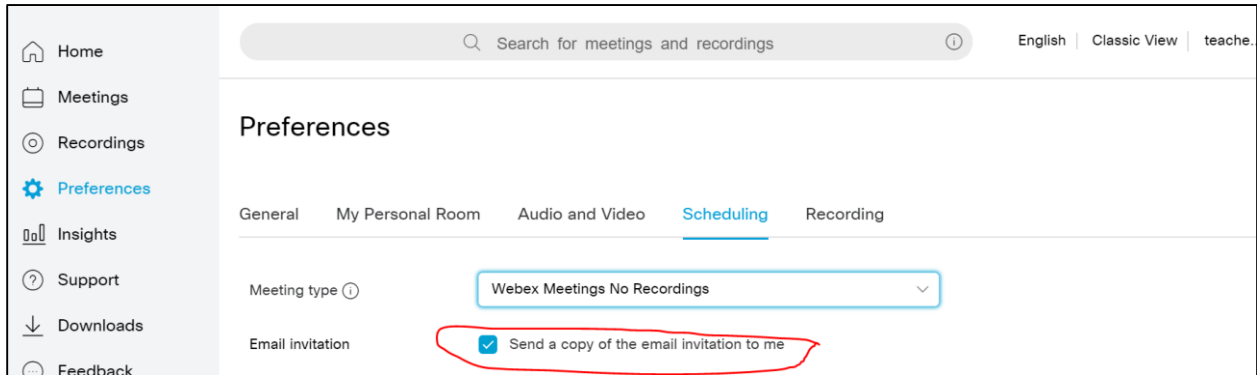 Home
Search for meetings and recordings
English
Classic View
teache..
Meetings
Recordings
Preferences
Insights
Support
Downloads
Feedback
Preferences
General
My Personal Room
Audio and Video
Scheduling
Recording
Meeting type
Webex Meetings No Recordings
Email invitation
Send a copy of the email invitation to me